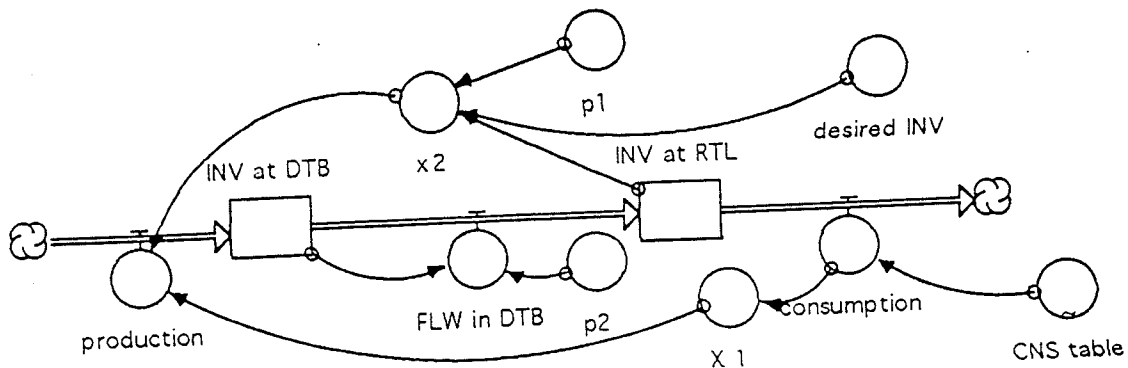 p1
desired INV
x2
INV at RTL
INV at DTB
production
FLW in DTB
p2
consumption
X 1
CNS table
~